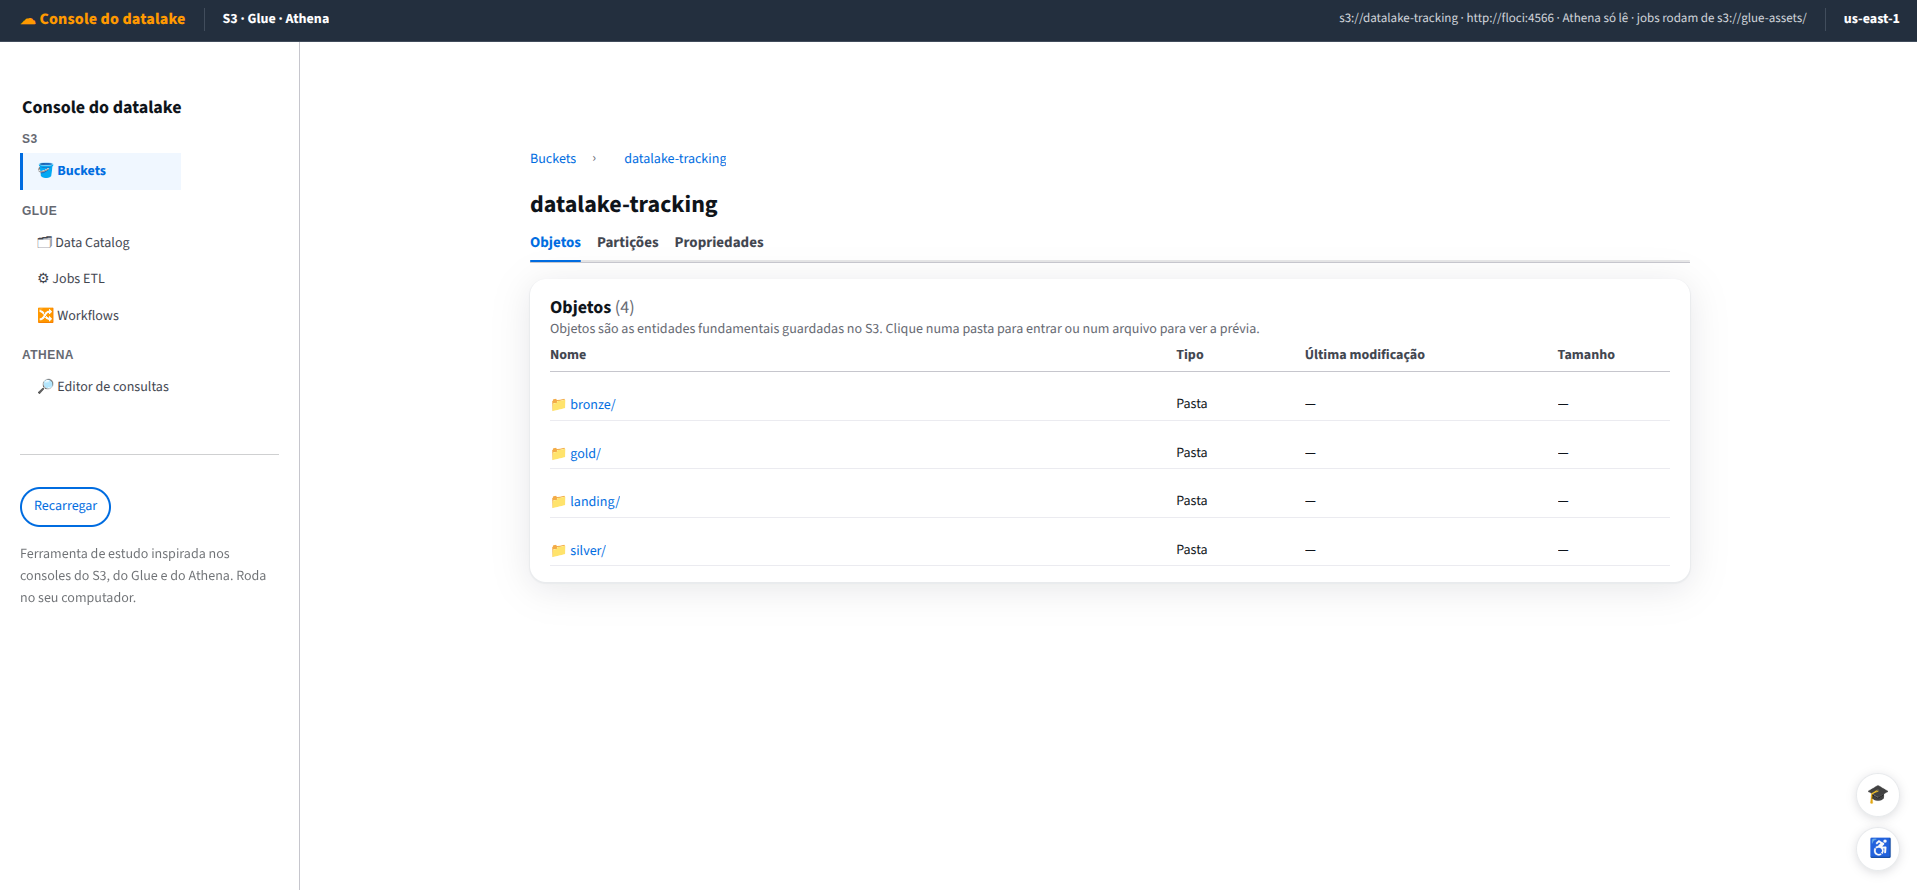 Console do datalake
S3 · Glue · Athena
s3://datalake-tracking · http://floci:4566 · Athena só lê · jobs rodam de s3://glue-assets/
us-east-1
Console do datalake
S3
Buckets
GLUE
Data Catalog
Jobs ETL
Workflows
ATHENA
Editor de consultas
Recarregar
Ferramenta de estudo inspirada nos
consoles do S3, do Glue e do Athena. Roda
no seu computador.
Buckets › datalake-tracking
datalake-tracking
Objetos Partições Propriedades
Objetos (4)
Objetos são as entidades fundamentais guardadas no S3. Clique numa pasta para entrar ou num arquivo para ver a prévia.
Nome Tipo Última modificação Tamanho
bronze/ Pasta — —
gold/ Pasta — —
landing/ Pasta — —
silver/ Pasta — —